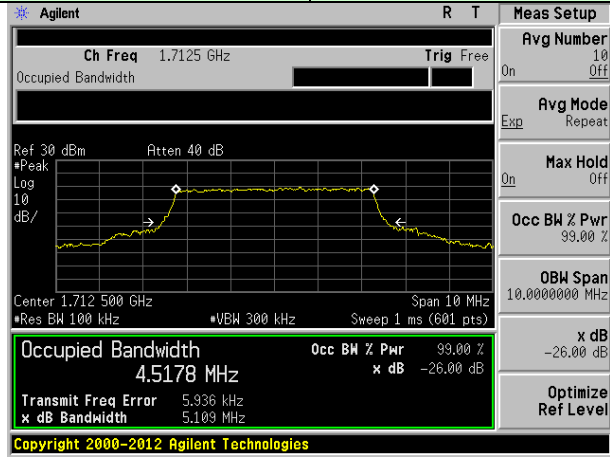 Agilent R T
Ch Freq 1.7125 GHz Trig Free
Occupied Bandwidth
Ref 30 dBm Atten 40 dB
#Peak
Log
10
dB/
Center 1.712 500 GHz Span 10 MHz
#Res BW 100 kHz #VBW 300 kHz Sweep 1 ms (601 pts)
Occupied Bandwidth Occ BW % Pwr 99.00 %
4.5178 MHz x dB -26.00 dB
Transmit Freq Error 5.936 kHz
x dB Bandwidth 5.109 MHz
Copyright 2000-2012 Agilent Technologies
Meas Setup
Avg Number
10
On Off
Avg Mode
Exp Repeat
Max Hold
On Off
Occ BW % Pwr
99.00 %
OBW Span
10.0000000 MHz
x dB
-26.00 dB
Optimize
Ref Level